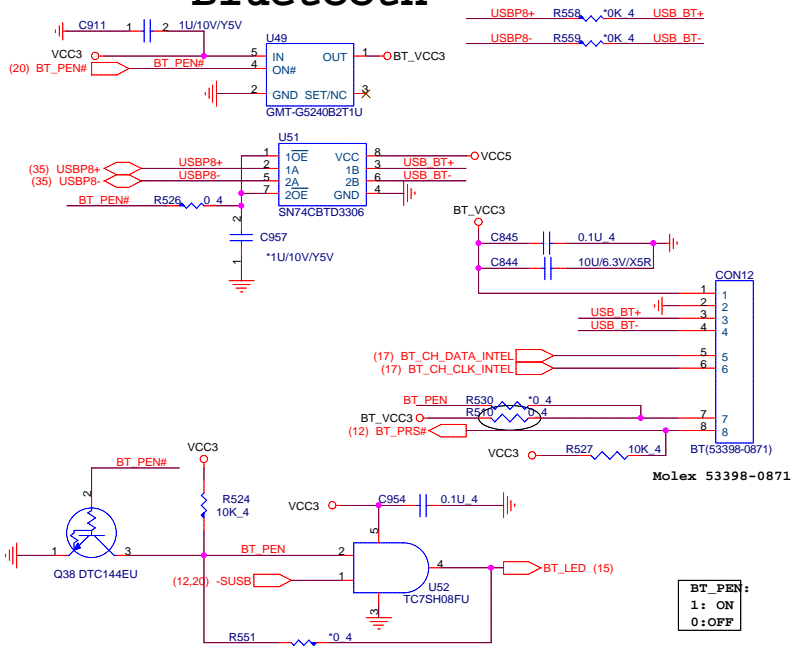 Bluetooth
C911 1 2 1U/10V/Y5V
USBP8+ R558 *0K_4 USB_BT+
USBP8- R559 *0K_4 USB_BT-
U49
VCC3 5 IN OUT 1 BT_VCC3
(20) BT_PEN# BT_PEN# 4 ON#
2 GND SET/NC 3
GMT-G5240B2T1U
U51
1 1OE VCC 8 VCC5
(35) USBP8+ USBP8+ 2 1A 1B 3 USB_BT+
(35) USBP8- USBP8- 5 2A 2B 6 USB_BT-
7 2OE GND 4
BT_PEN# R526 0_4
SN74CBTD3306
2
C957
1
*1U/10V/Y5V
BT_VCC3
C845 0.1U_4
C844 10U/6.3V/X5R
CON12
1 1
2 2
USB_BT+ 3 3
USB_BT- 4 4
(17) BT_CH_DATA_INTEL 5 5
(17) BT_CH_CLK_INTEL 6 6
BT_PEN R530 *0_4
BT_VCC3 R510 0_4 7 7
(12) BT_PRS# 8 8
VCC3 R527 10K_4 BT(53398-0871)
Molex 53398-0871
VCC3
BT_PEN#
2
R524
10K_4
VCC3 C954 0.1U_4
5
1 3 BT_PEN 2
4 BT_LED (15)
(12,20) -SUSB 1
Q38 DTC144EU
U52
TC7SH08FU
3
R551 *0_4
BT_PEN:
1: ON
0:OFF